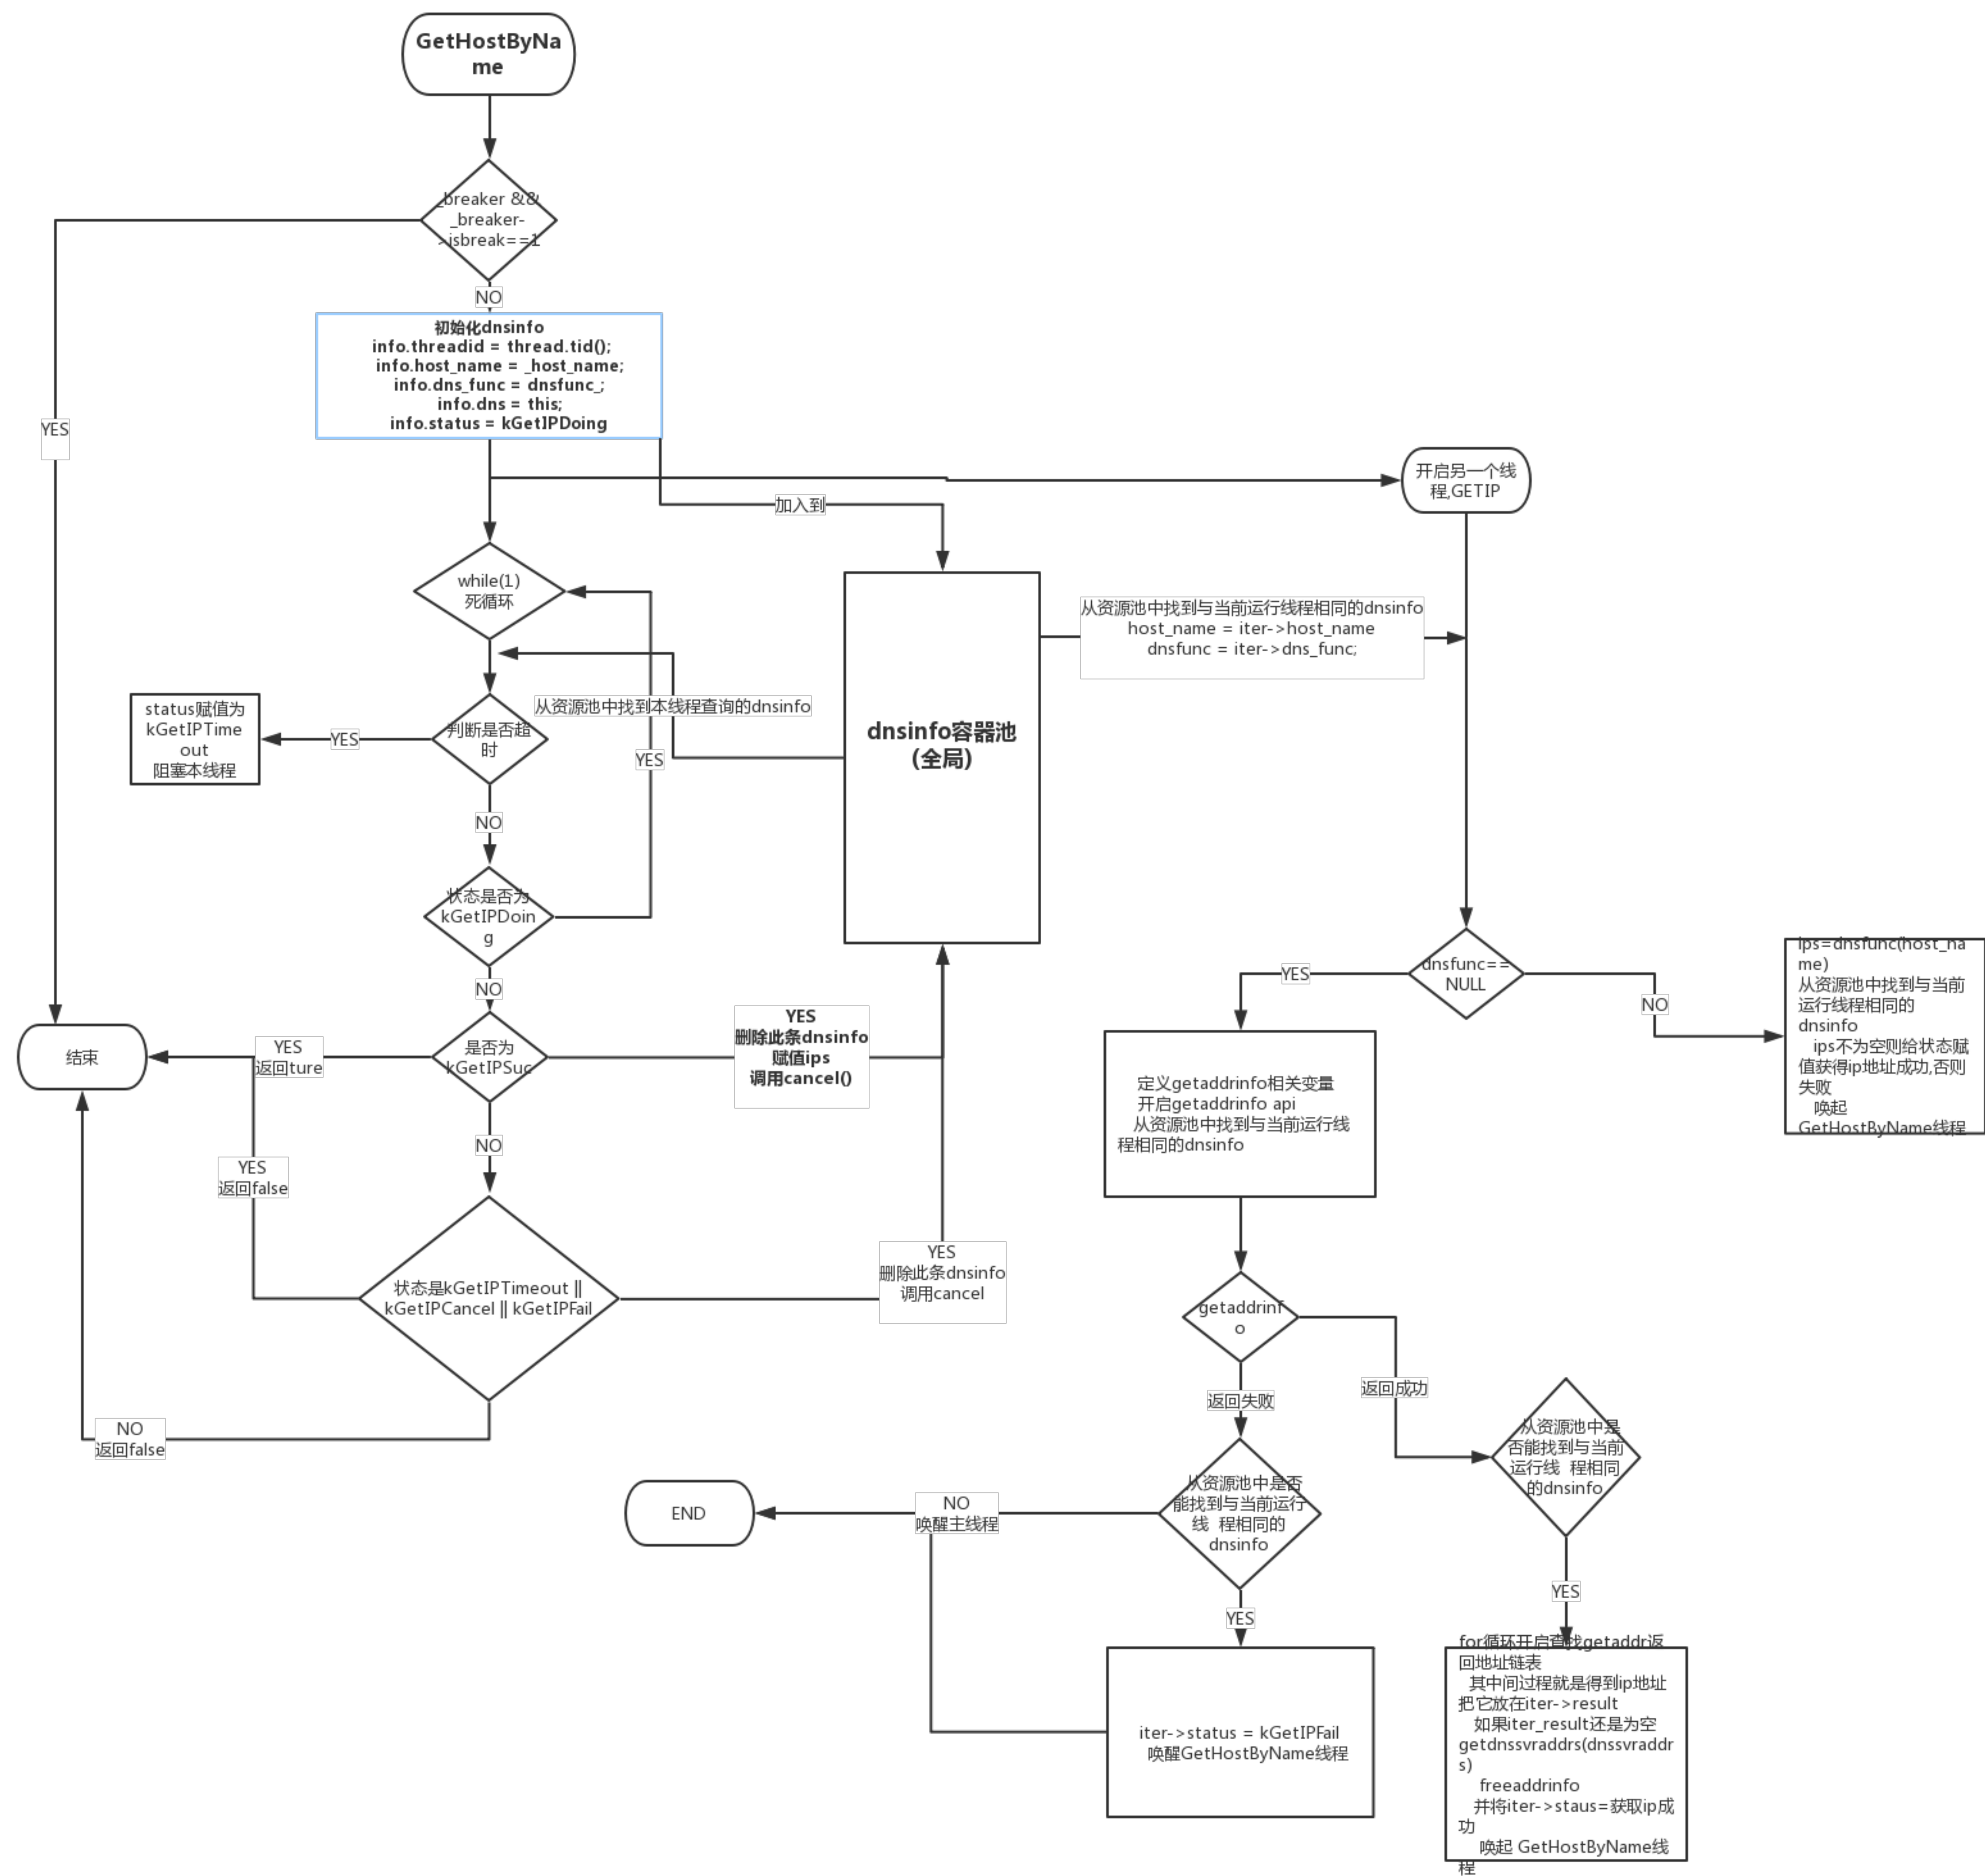 GetHostByNa
me
_breaker &&
_breaker-
>isbreak==1
NO
YES
初始化dnsinfo
info.threadid = thread.tid();
info.host_name = _host_name;
info.dns_func = dnsfunc_;
info.dns = this;
info.status = kGetIPDoing
加入到
开启另一个线
程,GETIP
while(1)
死循环
从资源池中找到与当前运行线程相同的dnsinfo
host_name = iter->host_name
dnsfunc = iter->dns_func;
从资源池中找到本线程查询的dnsinfo
dnsinfo容器池
(全局)
status赋值为
kGetIPTime
out
阻塞本线程
YES
判断是否超
时
YES
NO
状态是否为
kGetIPDoin
g
NO
dnsfunc==
NULL
YES
NO
ips=dnsfunc(host_na
me)
从资源池中找到与当前
运行线程相同的
dnsinfo
ips不为空则给状态赋
值获得ip地址成功,否则
失败
唤起
GetHostByName线程
结束
YES
返回ture
是否为
kGetIPSuc
YES
删除此条dnsinfo
赋值ips
调用cancel()
定义getaddrinfo相关变量
开启getaddrinfo api
从资源池中找到与当前运行线
程相同的dnsinfo
NO
YES
返回false
状态是kGetIPTimeout ||
kGetIPCancel || kGetIPFail
YES
删除此条dnsinfo
调用cancel
getaddrinf
o
返回失败
返回成功
NO
返回false
从资源池中是
否能找到与当前
运行线 程相同
的dnsinfo
END
NO
唤醒主线程
从资源池中是否
能找到与当前运行
线 程相同的
dnsinfo
YES
YES
iter->status = kGetIPFail
唤醒GetHostByName线程
for循环开启查找getaddr返
回地址链表
其中间过程就是得到ip地址
把它放在iter->result
如果iter_result还是为空
getdnssvraddrs(dnssvraddr
s)
freeaddrinfo
并将iter->staus=获取ip成
功
唤起 GetHostByName线
程